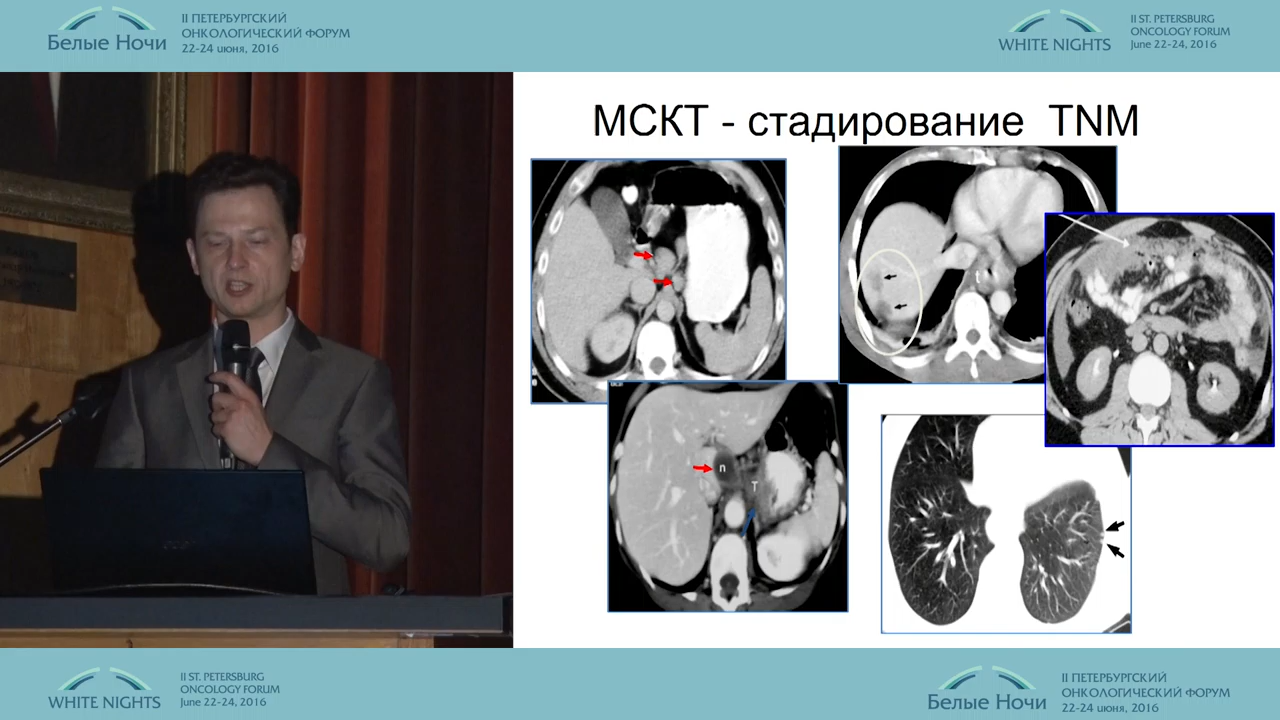 Белые Ночи
II ПЕТЕРБУРГСКИЙ
ОНКОЛОГИЧЕСКИЙ ФОРУМ
22-24 июня, 2016
WHITE NIGHTS
II ST. PETERSBURG
ONCOLOGY FORUM
June 22-24, 2016
МСКТ - стадирование TNM
n
T
WHITE NIGHTS
II ST. PETERSBURG
ONCOLOGY FORUM
June 22-24, 2016
Белые Ночи
II ПЕТЕРБУРГСКИЙ
ОНКОЛОГИЧЕСКИЙ ФОРУМ
22-24 июня, 2016